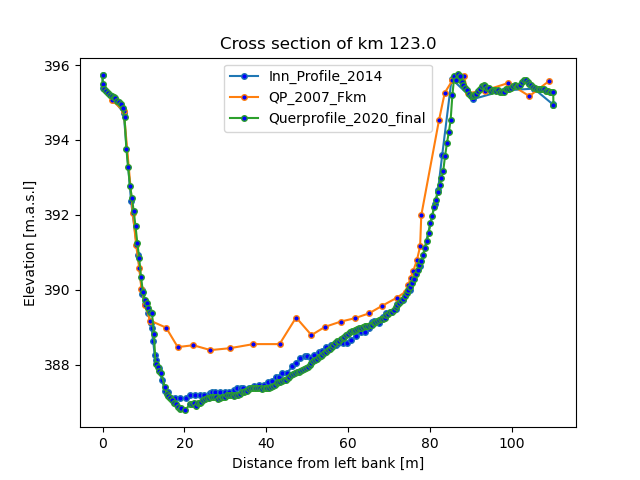 Cross section of km 123.0
Inn_Profile_2014
QP_2007_Fkm
Querprofile_2020_final
Elevation [m.a.s.l]
396
394
392
390
388
0 20 40 60 80 100
Distance from left bank [m]